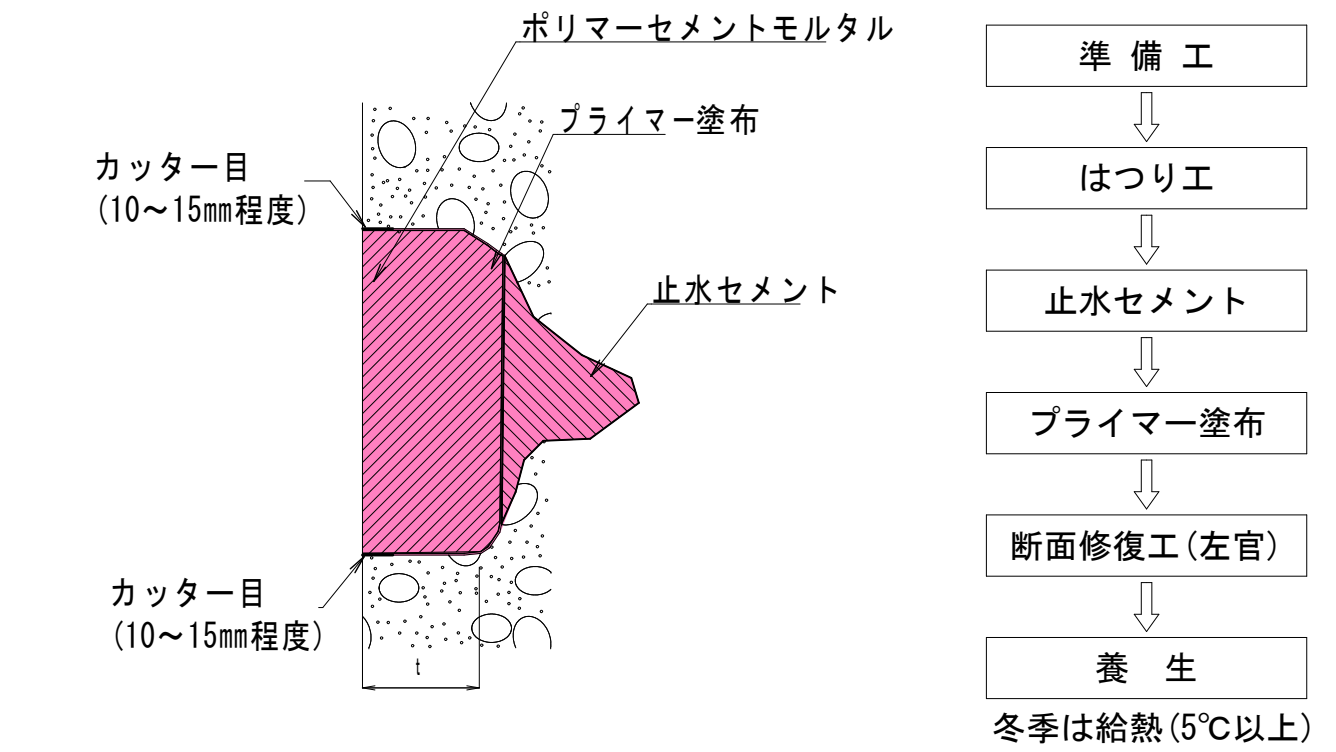 ポリマーセメントモルタル
プライマー塗布
カッター目
(10～15㎜程度)
止水セメント
カッター目
(10～15㎜程度)
t
準 備 工
はつり工
止水セメント
プライマー塗布
断面修復工(左官)
養 生
冬季は給熱(5℃以上)